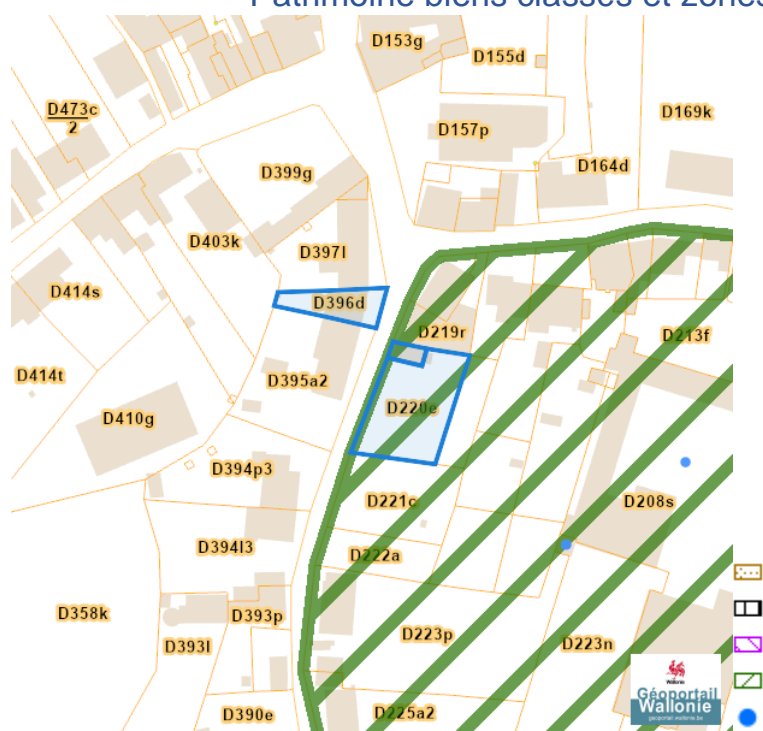 Patrimoine biens classés et zones
D153g
D155d
D473c
2
D157p
D169k
D399g
D164d
D403k
D397l
D414s
D396d
D219r
D213f
D414t
D395a2
D410g
D220e
D394p3
D221c
D208s
D394l3
D222a
D358k
D393p
D393l
D223p
D223n
Wallonie
Géoportail
Wallonie
geoportail.wallonie.be
D390e
D225a2